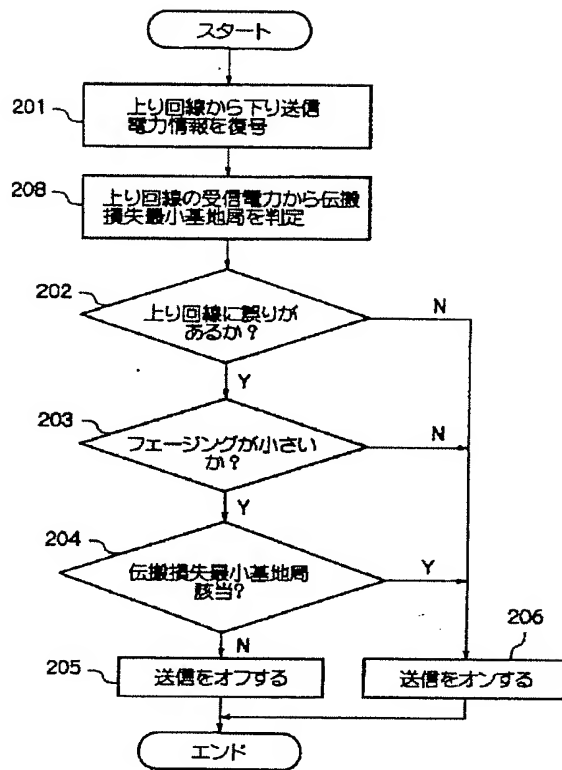 スタート
201
上り回線から下り送信
電力情報を復号
208
上り回線の受信電力から伝搬
損失最小基地局を判定
202
上り回線に誤りが
あるか?
N
Y
203
フェージングが小さい
か?
N
Y
204
伝搬損失最小基地局
該当?
Y
N
205
送信をオフする
206
送信をオンする
エンド